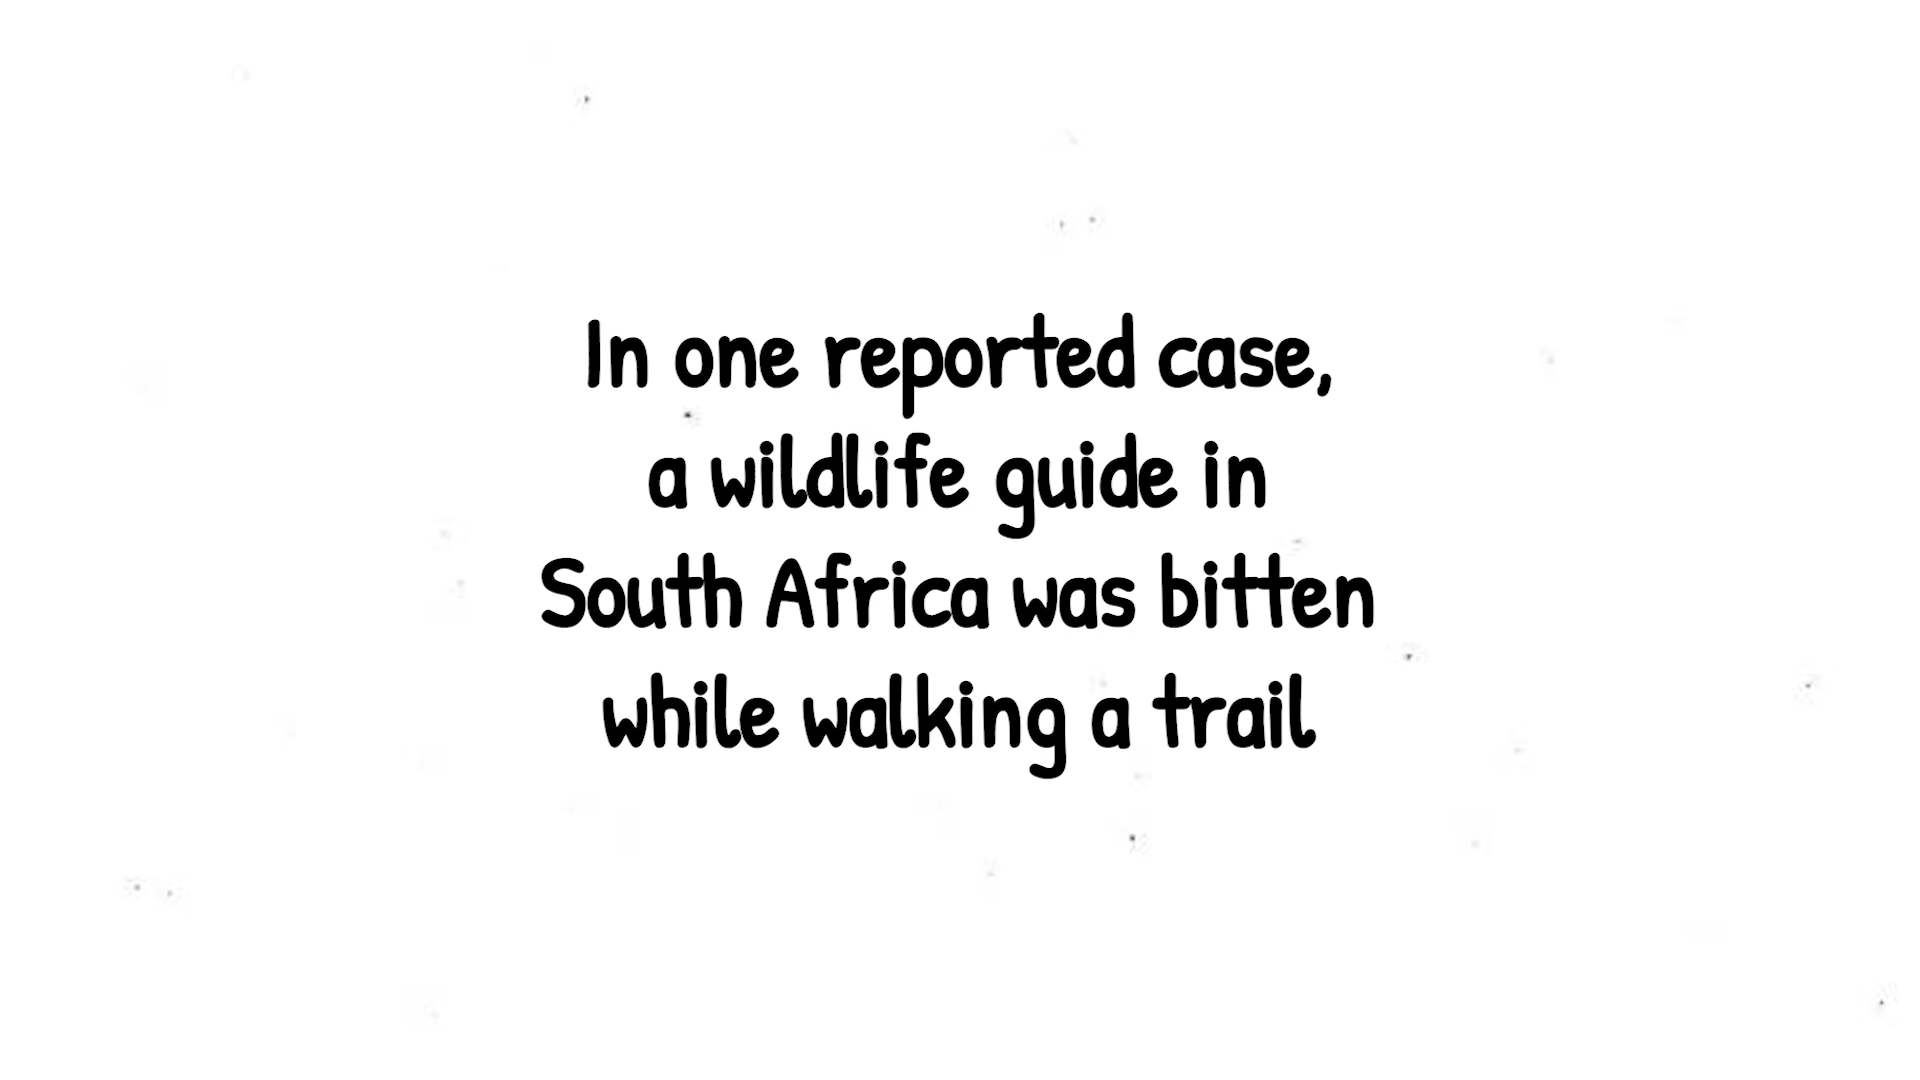 In one reported case,
a wildlife guide in
South Africa was bitten
while walking a trail